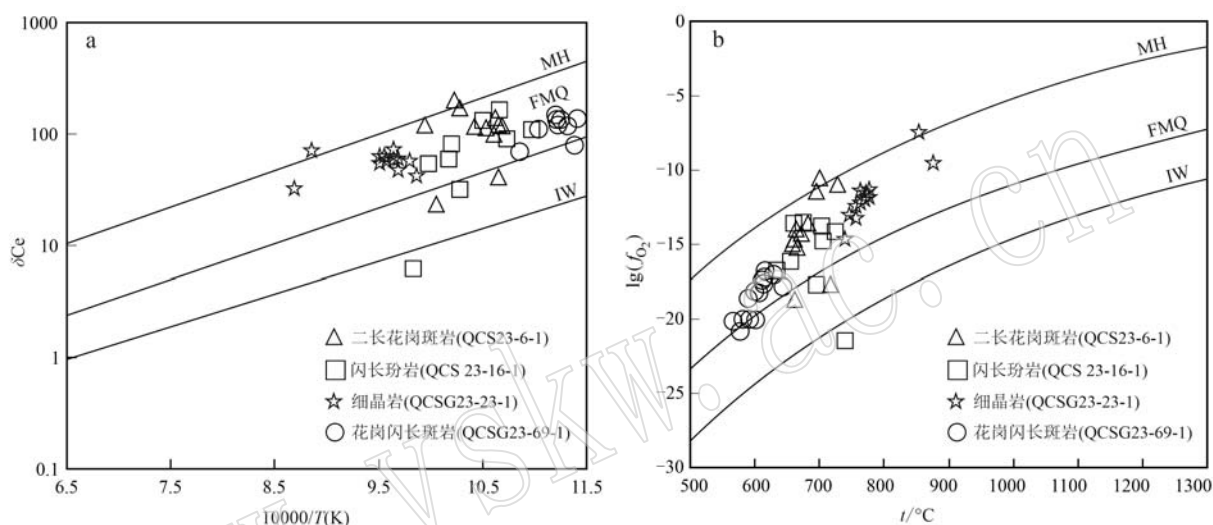 a
1000
100
10
1
0.1
δCe
MH
FMQ
IW
二长花岗斑岩(QCS23-6-1)
闪长玢岩(QCS 23-16-1)
细晶岩(QCSG23-23-1)
花岗闪长斑岩(QCSG23-69-1)
6.5 7.5 8.5 9.5 10.5 11.5
10000/T(K)
b
0
−5
−10
−15
−20
−25
−30
lg(fO2)
MH
FMQ
IW
二长花岗斑岩(QCS23-6-1)
闪长玢岩(QCS 23-16-1)
细晶岩(QCSG23-23-1)
花岗闪长斑岩(QCSG23-69-1)
500 600 700 800 900 1000 1100 1200 1300
t/°C
.vskw.ac.cn